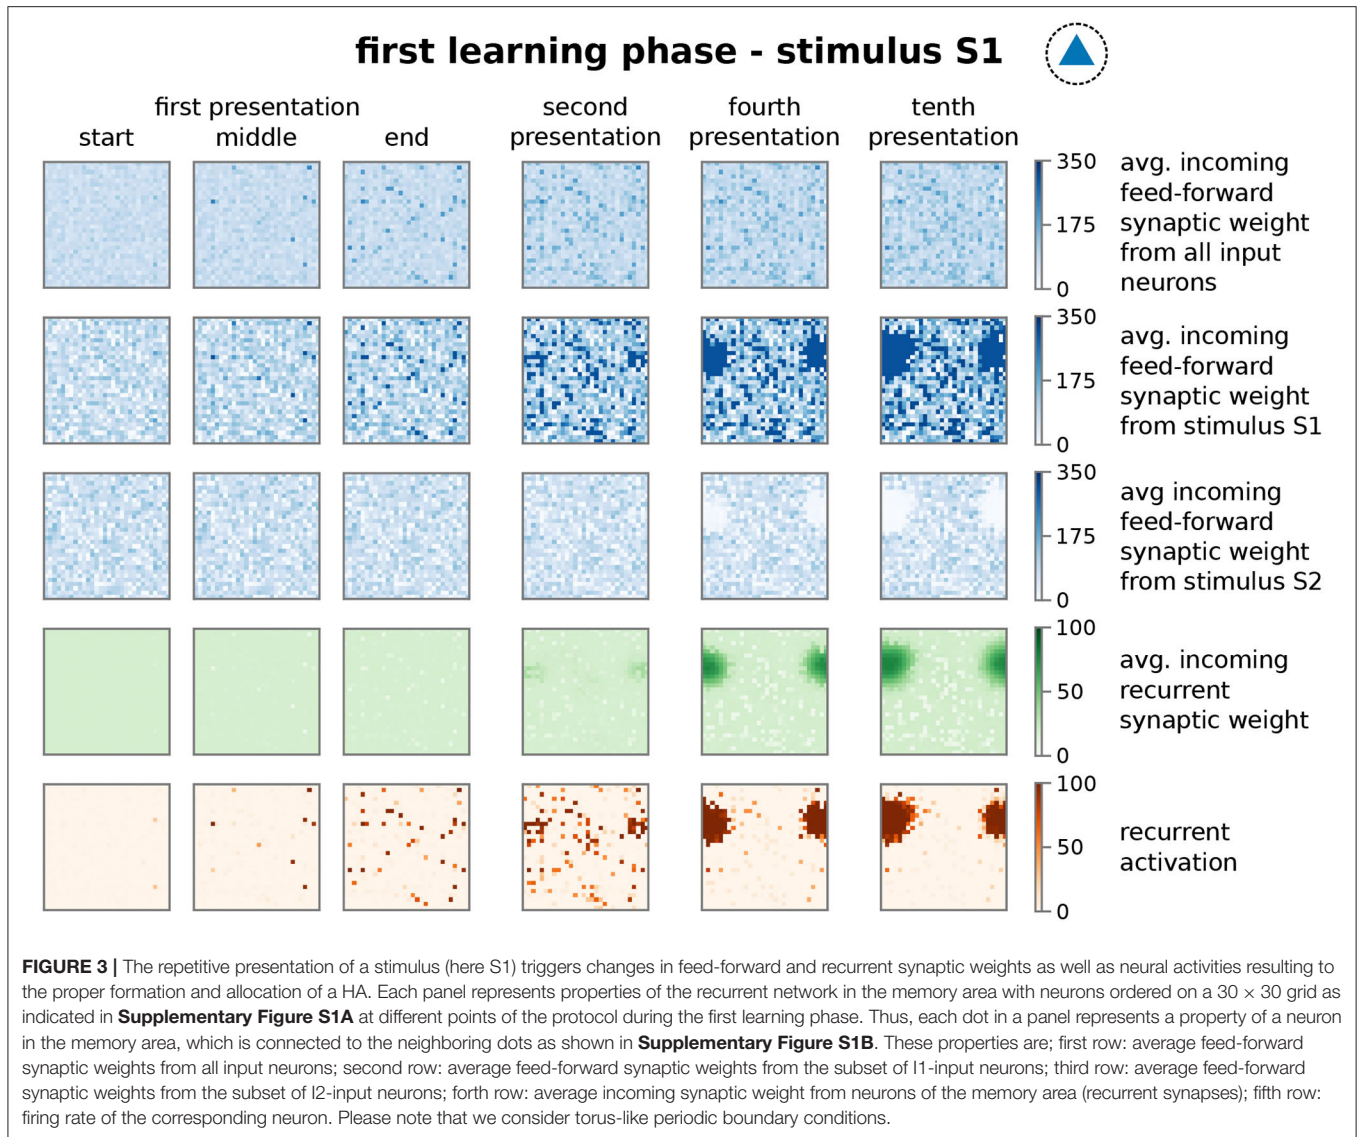 first learning phase - stimulus S1
first presentation
start middle end
second
presentation
fourth
presentation
tenth
presentation
350
175
0
avg. incoming
feed-forward
synaptic weight
from all input
neurons
350
175
0
avg. incoming
feed-forward
synaptic weight
from stimulus S1
350
175
0
avg incoming
feed-forward
synaptic weight
from stimulus S2
100
50
0
avg. incoming
recurrent
synaptic weight
100
50
0
recurrent
activation
FIGURE 3 | The repetitive presentation of a stimulus (here S1) triggers changes in feed-forward and recurrent synaptic weights as well as neural activities resulting to
the proper formation and allocation of a HA. Each panel represents properties of the recurrent network in the memory area with neurons ordered on a 30 × 30 grid as
indicated in Supplementary Figure S1A at different points of the protocol during the first learning phase. Thus, each dot in a panel represents a property of a neuron
in the memory area, which is connected to the neighboring dots as shown in Supplementary Figure S1B. These properties are; first row: average feed-forward
synaptic weights from all input neurons; second row: average feed-forward synaptic weights from the subset of I1-input neurons; third row: average feed-forward
synaptic weights from the subset of I2-input neurons; forth row: average incoming synaptic weight from neurons of the memory area (recurrent synapses); fifth row:
firing rate of the corresponding neuron. Please note that we consider torus-like periodic boundary conditions.